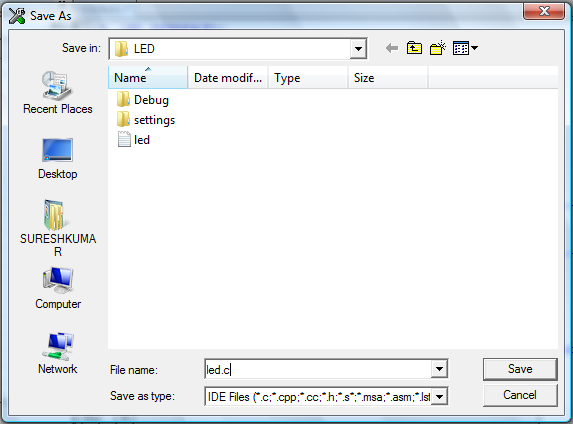 Save As
Save in: LED
Name Date modif... Type Size
Recent Places
Debug
settings
led
Desktop
SURESHKUMA
R
Computer
Network
File name: led.c Save
Save as type: IDE Files (*.c;*.cpp;*.cc;*.h;*.s*;*.msa;*.asm;*.lst Cancel